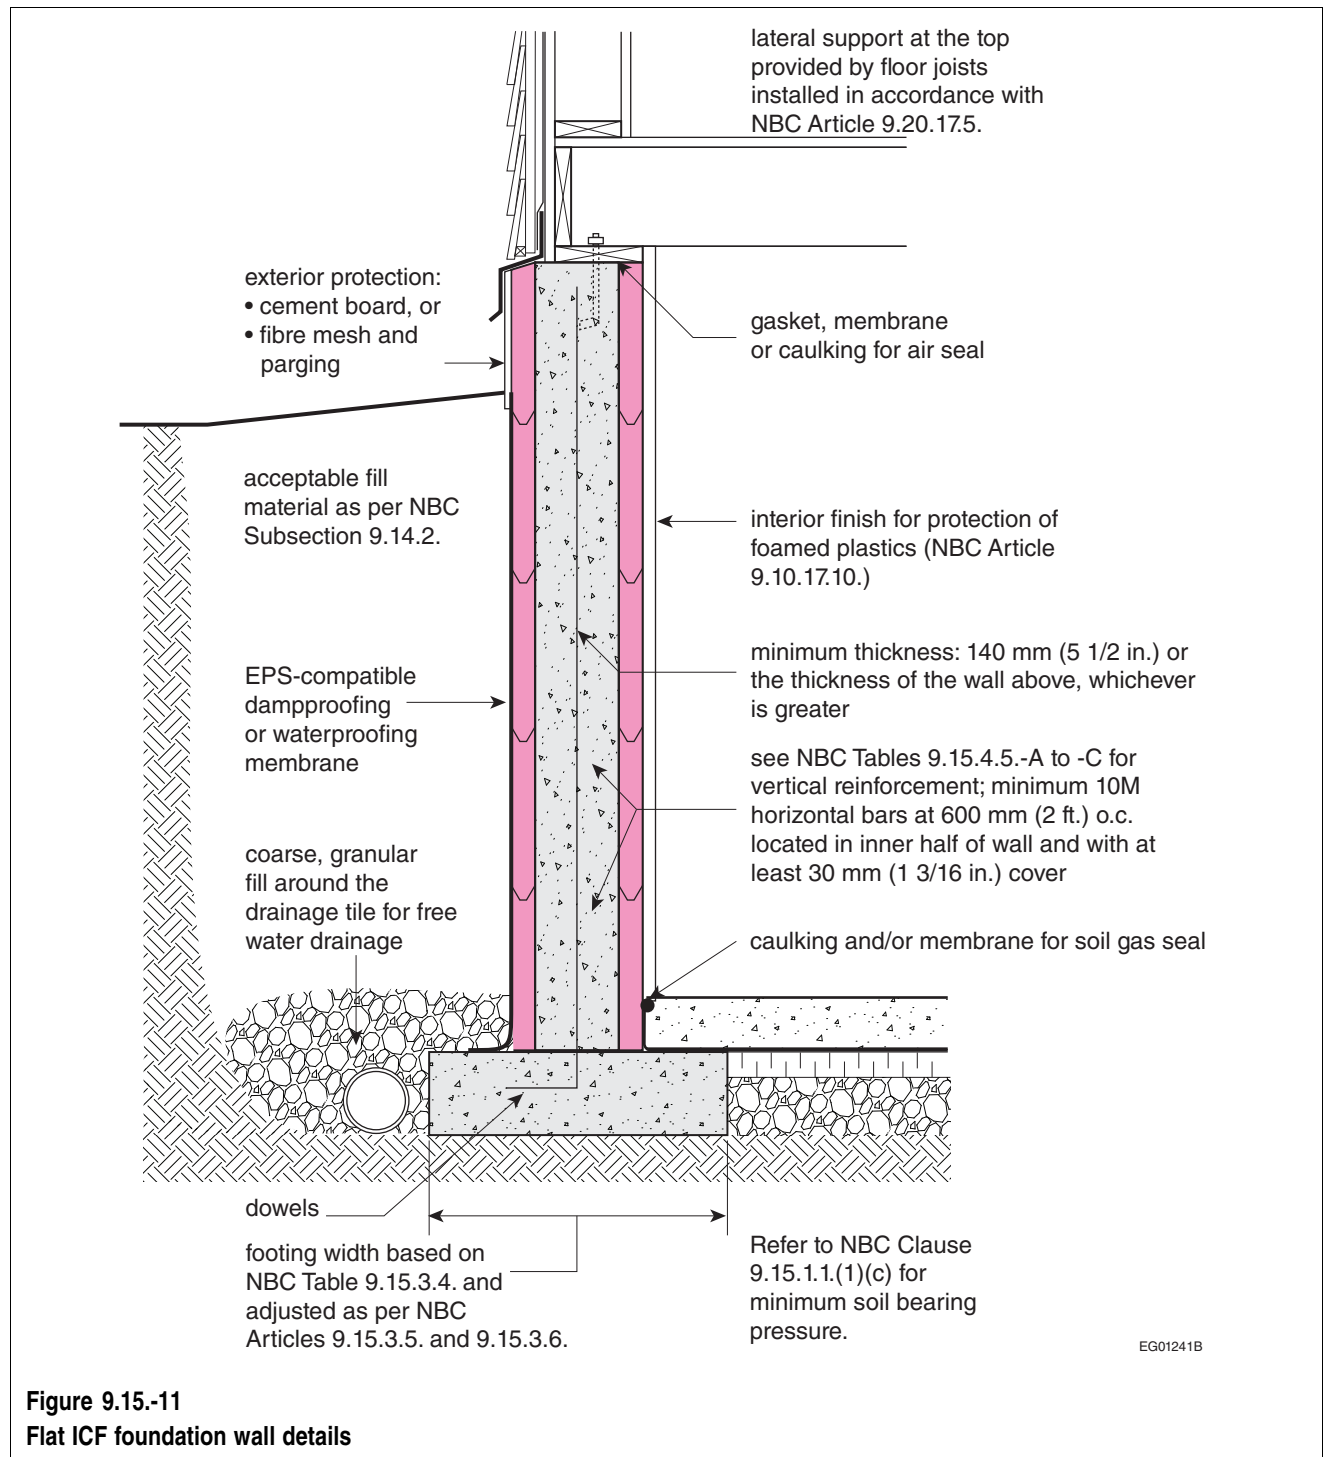 lateral support at the top
provided by floor joists
installed in accordance with
NBC Article 9.20.17.5.
exterior protection:
• cement board, or
• fibre mesh and
parging
gasket, membrane
or caulking for air seal
acceptable fill
material as per NBC
Subsection 9.14.2.
interior finish for protection of
foamed plastics (NBC Article
9.10.17.10.)
EPS-compatible
dampproofing
or waterproofing
membrane
minimum thickness: 140 mm (5 1/2 in.) or
the thickness of the wall above, whichever
is greater
see NBC Tables 9.15.4.5.-A to -C for
vertical reinforcement; minimum 10M
horizontal bars at 600 mm (2 ft.) o.c.
located in inner half of wall and with at
least 30 mm (1 3/16 in.) cover
coarse, granular
fill around the
drainage tile for free
water drainage
caulking and/or membrane for soil gas seal
dowels
footing width based on
NBC Table 9.15.3.4. and
adjusted as per NBC
Articles 9.15.3.5. and 9.15.3.6.
Refer to NBC Clause
9.15.1.1.(1)(c) for
minimum soil bearing
pressure.
EG01241B
Figure 9.15.-11
Flat ICF foundation wall details